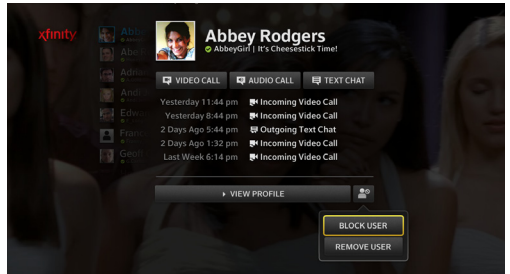 xfinity
Abbey Rodgers
AbbeyGirl | It's Cheesestick Time!
VIDEO CALL
AUDIO CALL
TEXT CHAT
Yesterday 11:44 pm Incoming Video Call
Yesterday 8:44 pm Incoming Video Call
2 Days Ago 5:44 pm Outgoing Text Chat
2 Days Ago 1:32 pm Incoming Video Call
Last Week 6:14 pm Incoming Video Call
VIEW PROFILE
BLOCK USER
REMOVE USER